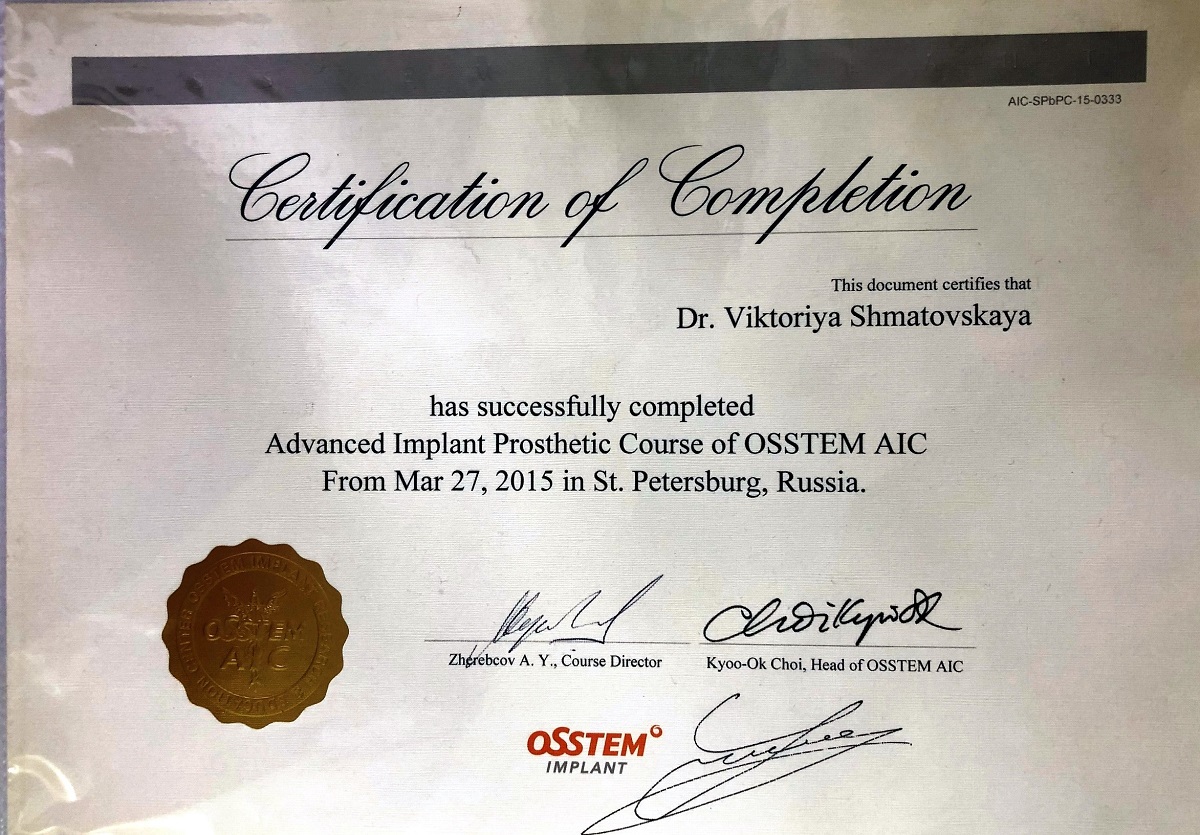 AIC-SPbPC-15-0333
Certification of Completion
This document certifies that
Dr. Viktoriya Shmatovskaya
has successfully completed
Advanced Implant Prosthetic Course of OSSTEM AIC
From Mar 27, 2015 in St. Petersburg, Russia.
OSSTEM IMPLANT
OSSTEM
AIC
Zherebcov A. Y., Course Director
Kyoo-Ok Choi, Head of OSSTEM AIC
OSSTEM
IMPLANT